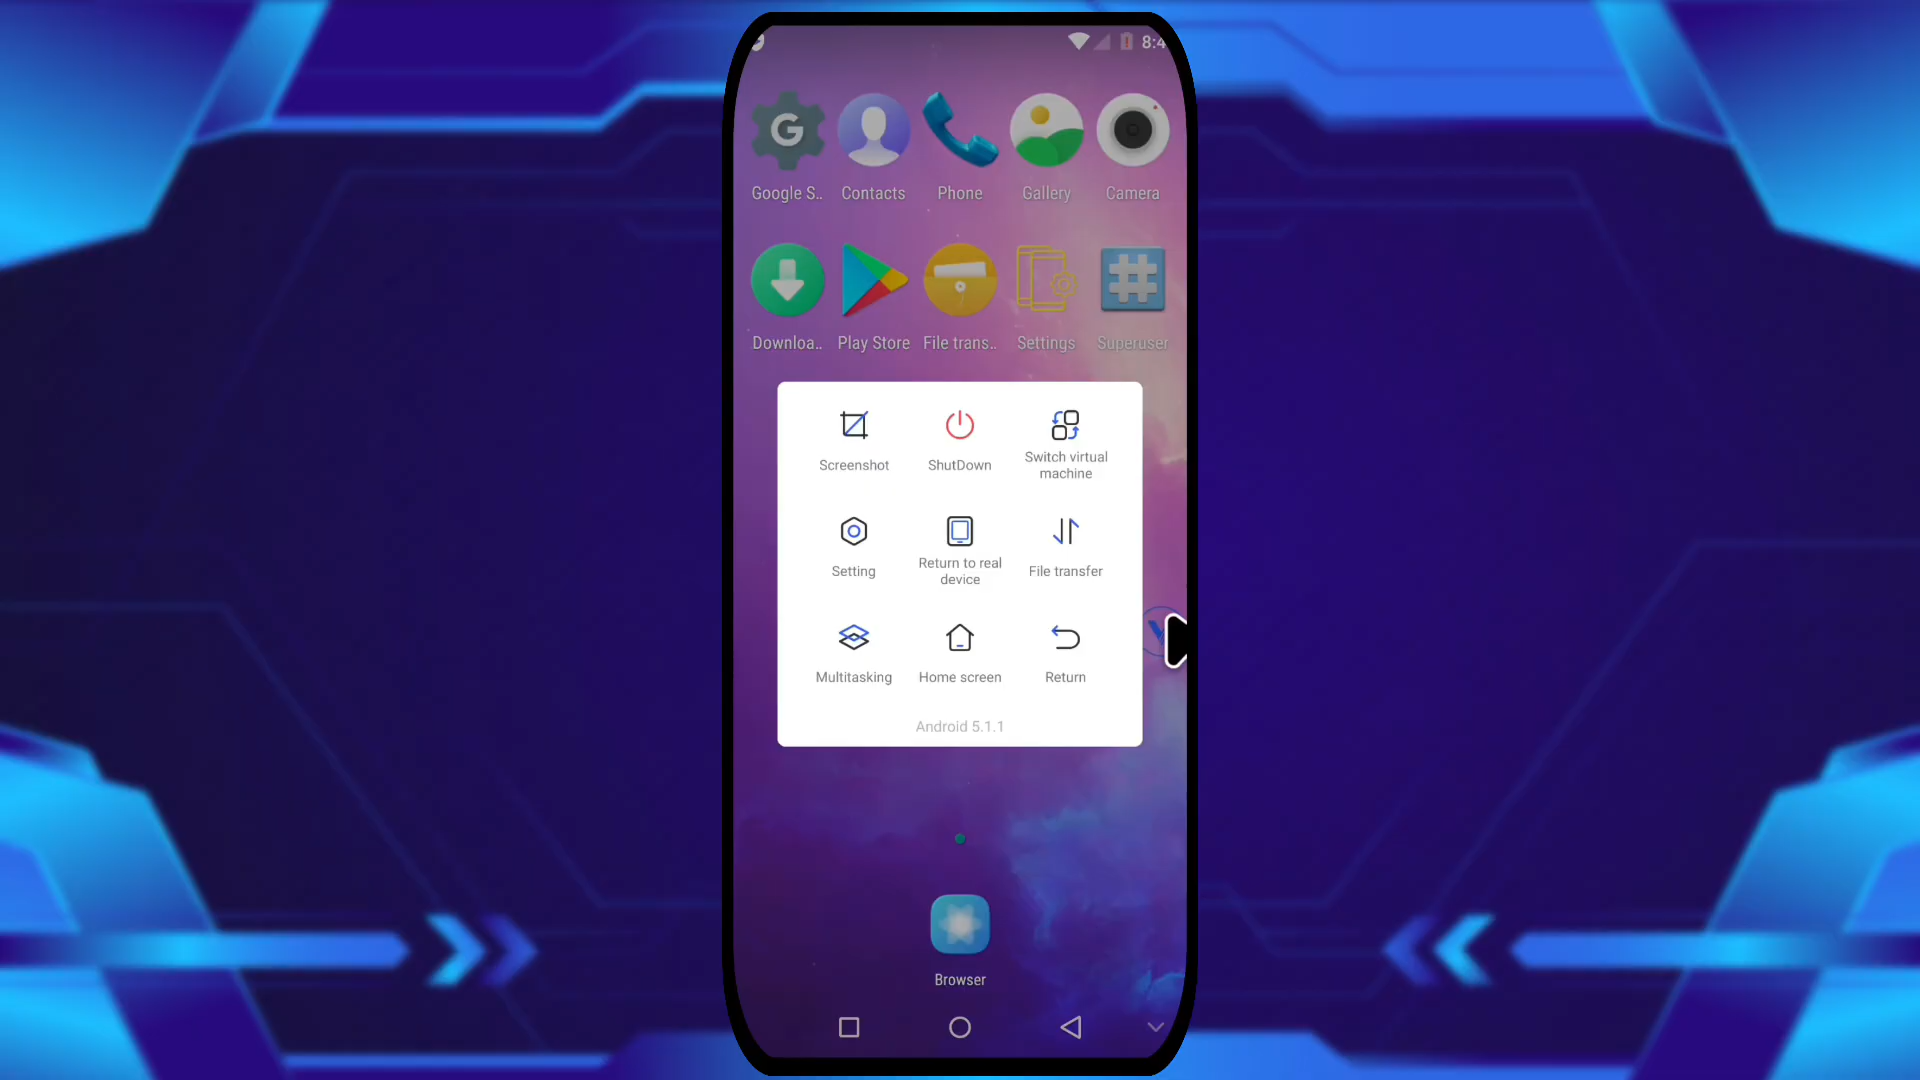 8:4
Google S.. Contacts Phone Gallery Camera
Downloa.. Play Store File trans.. Settings Superuser
Screenshot ShutDown Switch virtual
machine
Setting Return to real
device File transfer
Multitasking Home screen Return
Android 5.1.1
Browser